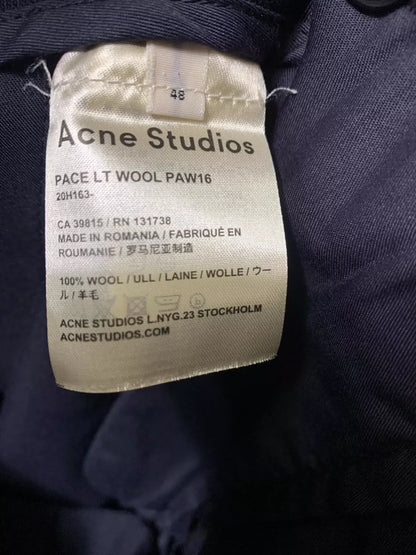 48
Acne Studios
PACE LT WOOL PAW16
20H163-
CA 39815 / RN 131738
MADE IN ROMANIA / FABRIQUÉ EN
ROUMANIE / 罗马尼亚制造
100% WOOL / ULL / LAINE / WOLLE / ウー
ル / 羊毛
ACNE STUDIOS L.NYG.23 STOCKHOLM
ACNESTUDIOS.COM